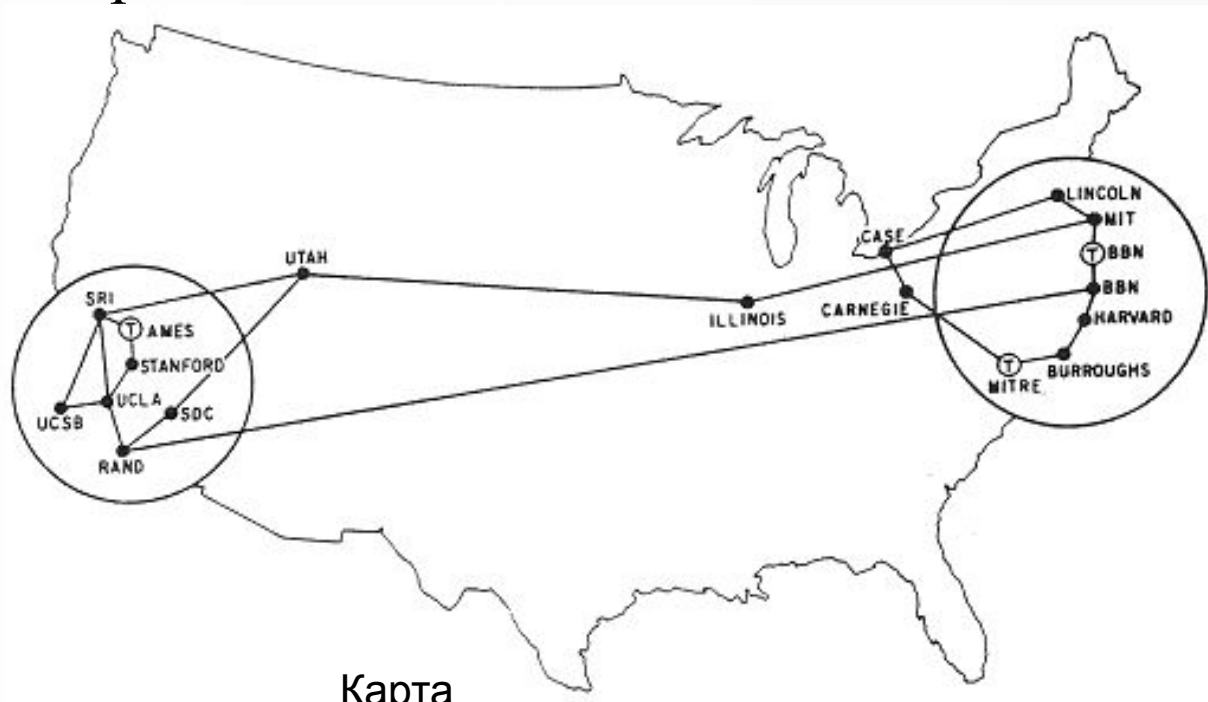 LINCOLN
MIT
CASE
T BBN
UTAH
BBN
SRI
ILLINOIS
CARNEGIE
HARVARD
T AMES
STANFORD
T
BURROUGHS
MITRE
UCLA
SDC
UCSB
RAND
Карта